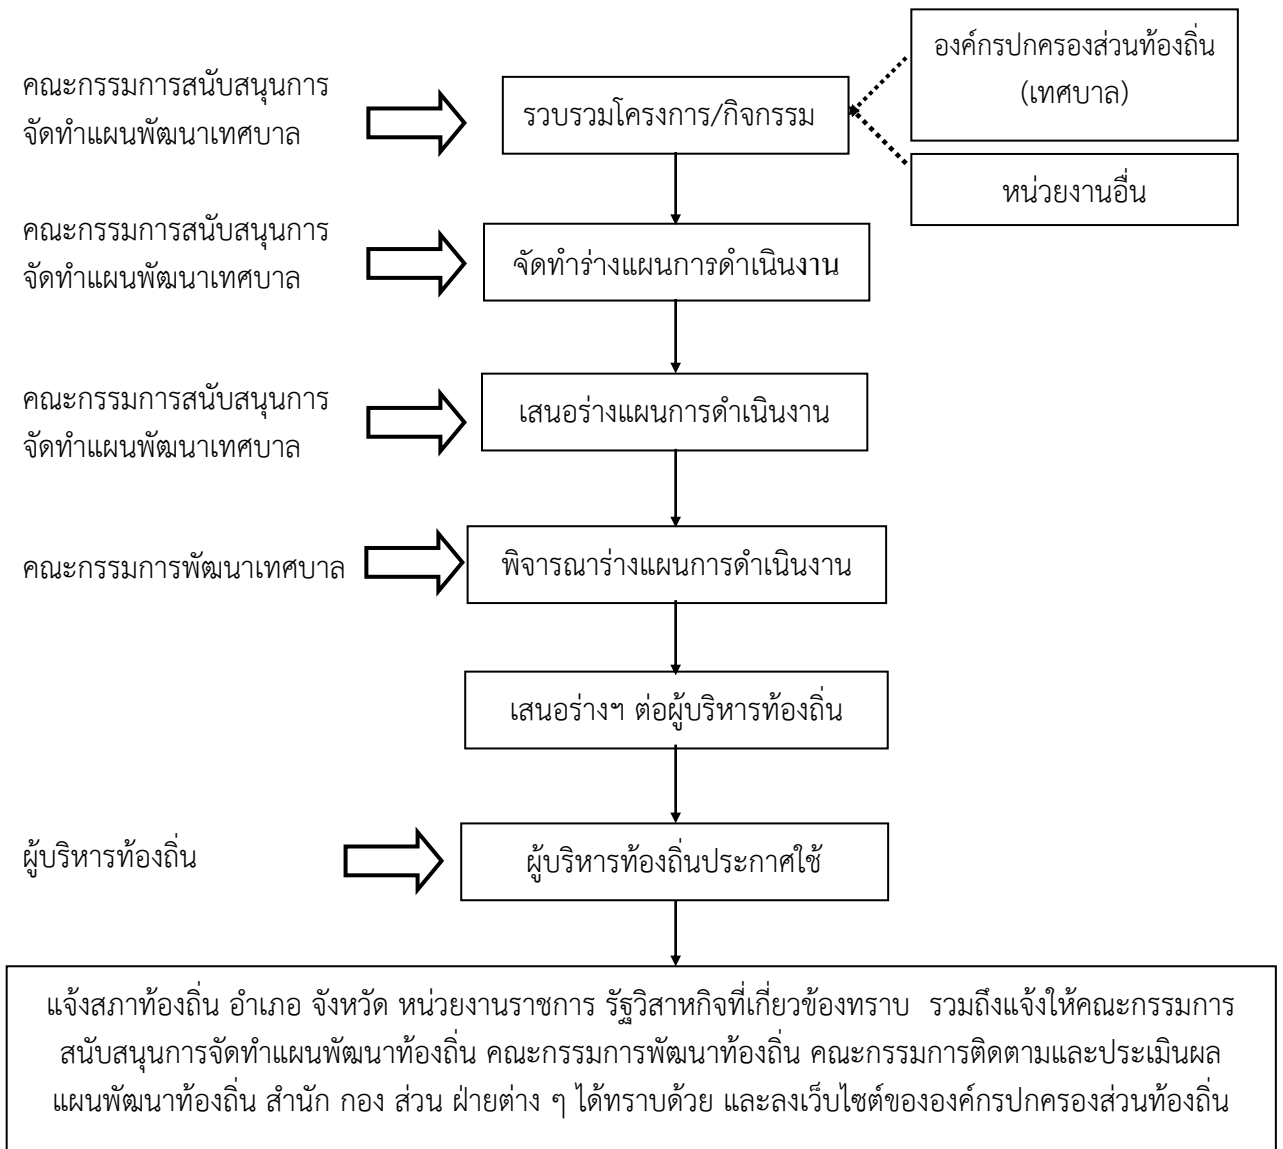 องค์กรปกครองส่วนท้องถิ่น
(เทศบาล)
คณะกรรมการสนับสนุนการ
จัดทำแผนพัฒนาเทศบาล
รวบรวมโครงการ/กิจกรรม
หน่วยงานอื่น
คณะกรรมการสนับสนุนการ
จัดทำแผนพัฒนาเทศบาล
จัดทำร่างแผนการดำเนินงาน
คณะกรรมการสนับสนุนการ
จัดทำแผนพัฒนาเทศบาล
เสนอร่างแผนการดำเนินงาน
คณะกรรมการพัฒนาเทศบาล
พิจารณาร่างแผนการดำเนินงาน
เสนอร่างฯ ต่อผู้บริหารท้องถิ่น
ผู้บริหารท้องถิ่น
ผู้บริหารท้องถิ่นประกาศใช้
แจ้งสภาท้องถิ่น อำเภอ จังหวัด หน่วยงานราชการ รัฐวิสาหกิจที่เกี่ยวข้องทราบ รวมถึงแจ้งให้คณะกรรมการ
สนับสนุนการจัดทำแผนพัฒนาท้องถิ่น คณะกรรมการพัฒนาท้องถิ่น คณะกรรมการติดตามและประเมินผล
แผนพัฒนาท้องถิ่น สำนัก กอง ส่วน ฝ่ายต่าง ๆ ได้ทราบด้วย และลงเว็บไซต์ขององค์กรปกครองส่วนท้องถิ่น